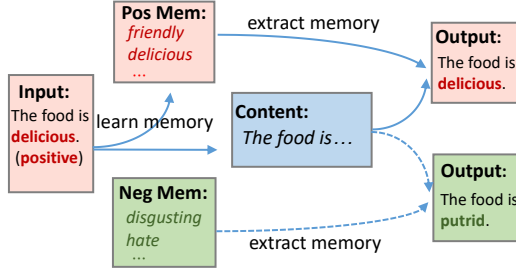 Pos Mem:
friendly
delicious
...
extract memory
Input:
The food is
delicious.
(positive)
learn memory
Content:
The food is...
Output:
The food is
delicious.
Neg Mem:
disgusting
hate
...
extract memory
Output:
The food is
putrid.